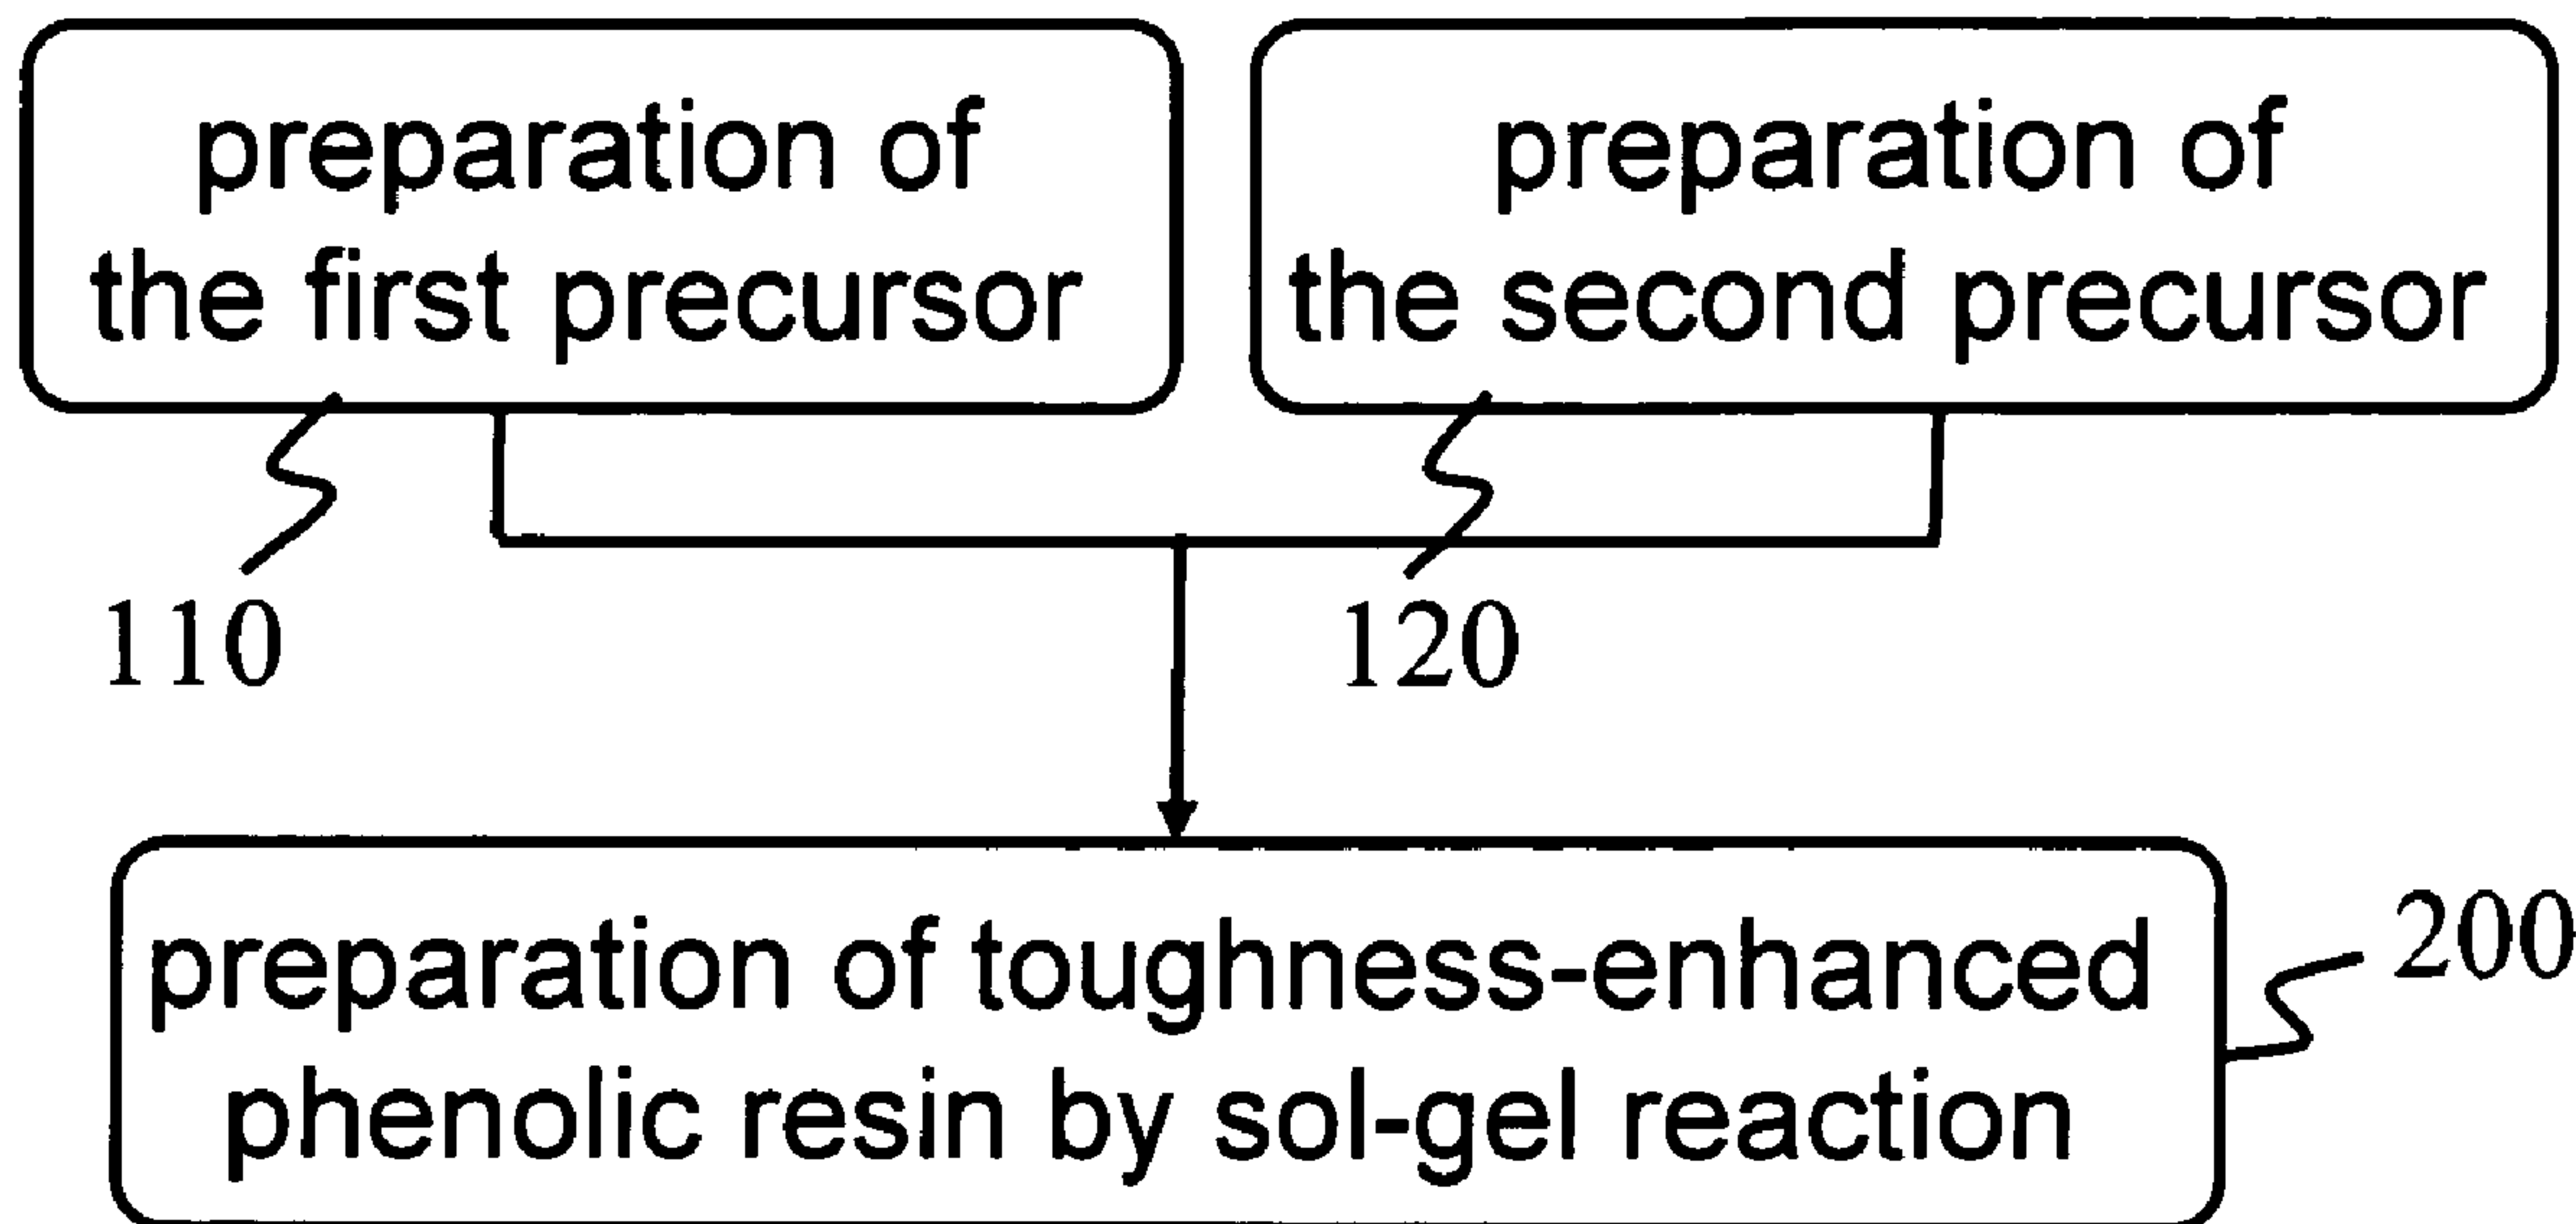 preparation of
the first precursor
preparation of
the second precursor
110
120
preparation of toughness-enhanced
phenolic resin by sol-gel reaction
200